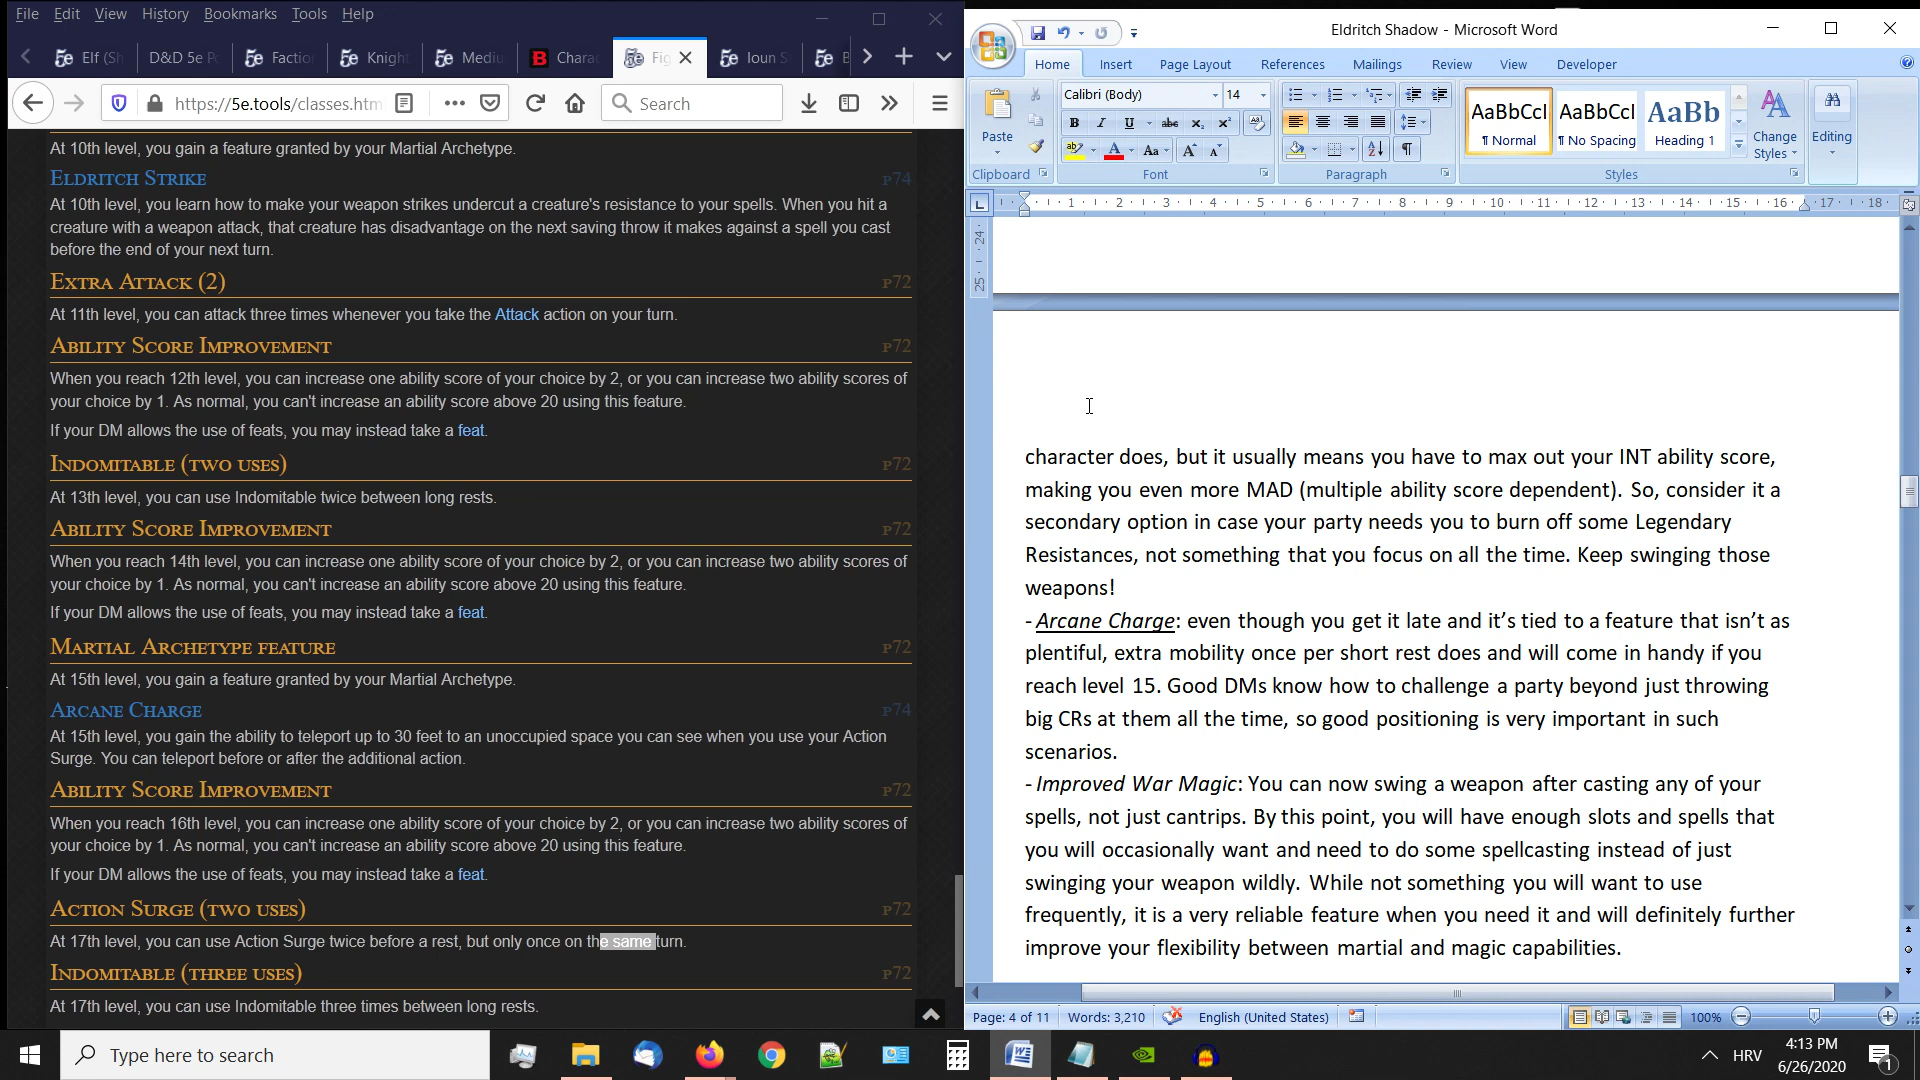 File Edit View History Bookmarks Tools Help
Elf (Sh
D&D 5e P
Faction
Knight
Mediu
Chara
Fig
Ioun S
https://5e.tools/classes.htm
Search
At 10th level, you gain a feature granted by your Martial Archetype.
ELDRITCH STRIKE P74
At 10th level, you learn how to make your weapon strikes undercut a creature's resistance to your spells. When you hit a
creature with a weapon attack, that creature has disadvantage on the next saving throw it makes against a spell you cast
before the end of your next turn.
EXTRA ATTACK (2) P72
At 11th level, you can attack three times whenever you take the Attack action on your turn.
ABILITY SCORE IMPROVEMENT P72
When you reach 12th level, you can increase one ability score of your choice by 2, or you can increase two ability scores of
your choice by 1. As normal, you can't increase an ability score above 20 using this feature.
If your DM allows the use of feats, you may instead take a feat.
INDOMITABLE (TWO USES) P72
At 13th level, you can use Indomitable twice between long rests.
ABILITY SCORE IMPROVEMENT P72
When you reach 14th level, you can increase one ability score of your choice by 2, or you can increase two ability scores of
your choice by 1. As normal, you can't increase an ability score above 20 using this feature.
If your DM allows the use of feats, you may instead take a feat.
MARTIAL ARCHETYPE FEATURE P72
At 15th level, you gain a feature granted by your Martial Archetype.
ARCANE CHARGE P74
At 15th level, you gain the ability to teleport up to 30 feet to an unoccupied space you can see when you use your Action
Surge. You can teleport before or after the additional action.
ABILITY SCORE IMPROVEMENT P72
When you reach 16th level, you can increase one ability score of your choice by 2, or you can increase two ability scores of
your choice by 1. As normal, you can't increase an ability score above 20 using this feature.
If your DM allows the use of feats, you may instead take a feat.
ACTION SURGE (TWO USES) P72
At 17th level, you can use Action Surge twice before a rest, but only once on the same turn.
INDOMITABLE (THREE USES) P72
At 17th level, you can use Indomitable three times between long rests.
Eldritch Shadow - Microsoft Word
Home Insert Page Layout References Mailings Review View Developer
Paste
Calibri (Body) 14
AaBbCcI AaBbCcI AaBb
¶ Normal ¶ No Spacing Heading 1
Change
Styles
Editing
Clipboard Font Paragraph Styles
1 2 3 4 5 6 7 8 9 10 11 12 13 14 15 16 17 18
24
25
character does, but it usually means you have to max out your INT ability score,
making you even more MAD (multiple ability score dependent). So, consider it a
secondary option in case your party needs you to burn off some Legendary
Resistances, not something that you focus on all the time. Keep swinging those
weapons!
- Arcane Charge: even though you get it late and it’s tied to a feature that isn’t as
plentiful, extra mobility once per short rest does and will come in handy if you
reach level 15. Good DMs know how to challenge a party beyond just throwing
big CRs at them all the time, so good positioning is very important in such
scenarios.
- Improved War Magic: You can now swing a weapon after casting any of your
spells, not just cantrips. By this point, you will have enough slots and spells that
you will occasionally want and need to do some spellcasting instead of just
swinging your weapon wildly. While not something you will want to use
frequently, it is a very reliable feature when you need it and will definitely further
improve your flexibility between martial and magic capabilities.
Page: 4 of 11 Words: 3,210 English (United States) 100%
Type here to search
HRV
4:13 PM
6/26/2020
1